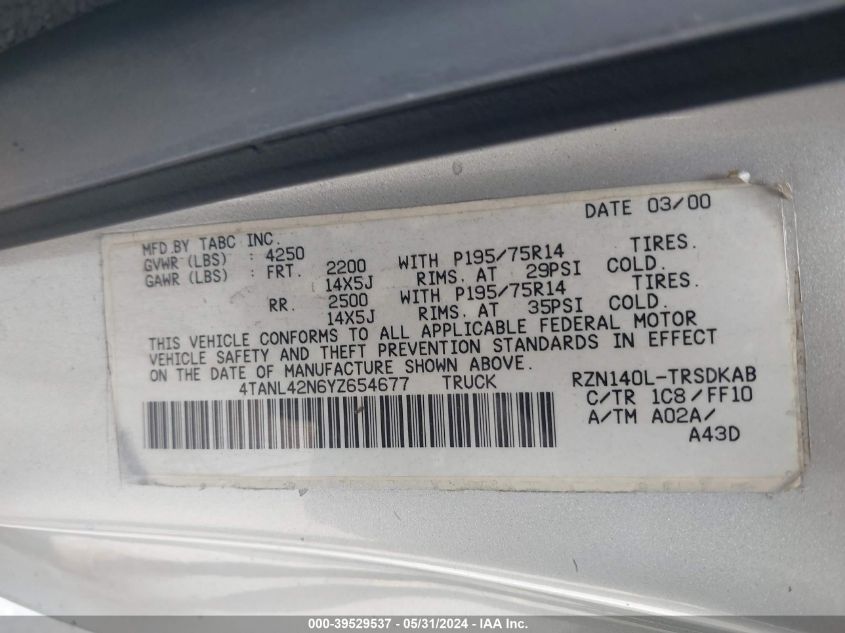 DATE 03/00
MFD.BY TABC INC.
GVWR (LBS) : 4250
GAWR (LBS) : FRT. 2200 WITH P195/75R14 TIRES.
14X5J RIMS. AT 29PSI COLD.
RR. 2500 WITH P195/75R14 TIRES.
14X5J RIMS. AT 35PSI COLD.
THIS VEHICLE CONFORMS TO ALL APPLICABLE FEDERAL MOTOR
VEHICLE SAFETY AND THEFT PREVENTION STANDARDS IN EFFECT
ON THE DATE OF MANUFACTURE SHOWN ABOVE.
4TANL42N6YZ654677 TRUCK RZN140L-TRSDKAB
C/TR 1C8/FF10
A/TM A02A/
A43D
000-39529537 - 05/31/2024 - IAA Inc.